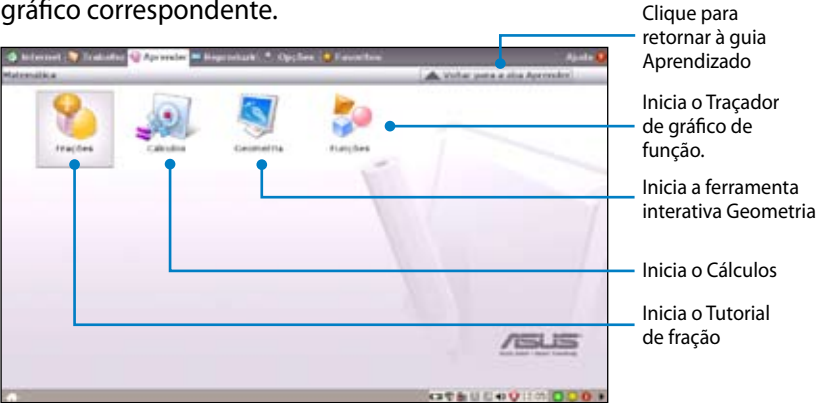 gráfico correspondente.
Clique para
retornar à guia
Aprendizado
Internet Trabalho Aprender Reproduzir Opções Favoritos Ajuda
Matemática Voltar para a aba Aprender
Inicia o Traçador
de gráfico de
função.
Frações Cálculos Geometria Funções
Inicia a ferramenta
interativa Geometria
Inicia o Cálculos
Inicia o Tutorial
de fração
ASUS